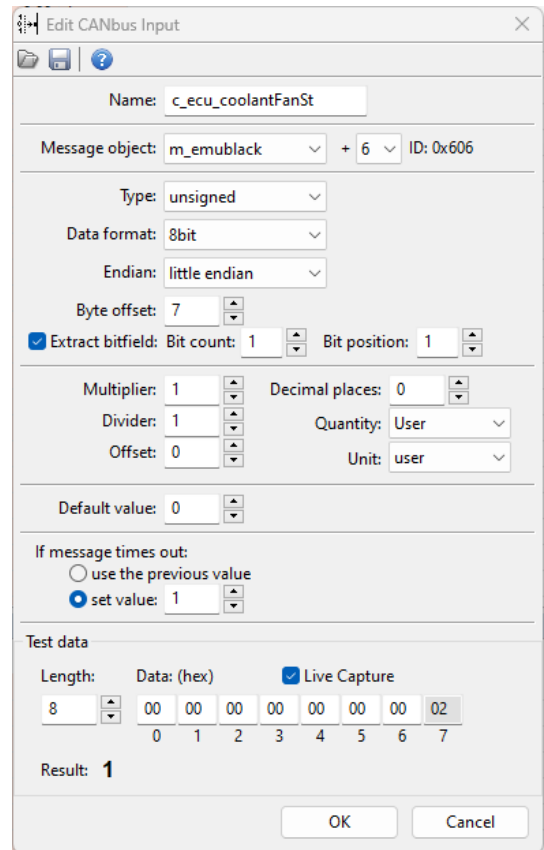 Edit CANbus Input
Name: c_ecu_coolantFanSt
Message object: m_emublack + 6 ID: 0x606
Type: unsigned
Data format: 8bit
Endian: little endian
Byte offset: 7
Extract bitfield: Bit count: 1 Bit position: 1
Multiplier: 1 Decimal places: 0
Divider: 1 Quantity: User
Offset: 0 Unit: user
Default value: 0
If message times out:
use the previous value
set value: 1
Test data
Length: Data: (hex) Live Capture
8 00 00 00 00 00 00 00 02
0 1 2 3 4 5 6 7
Result: 1
OK Cancel